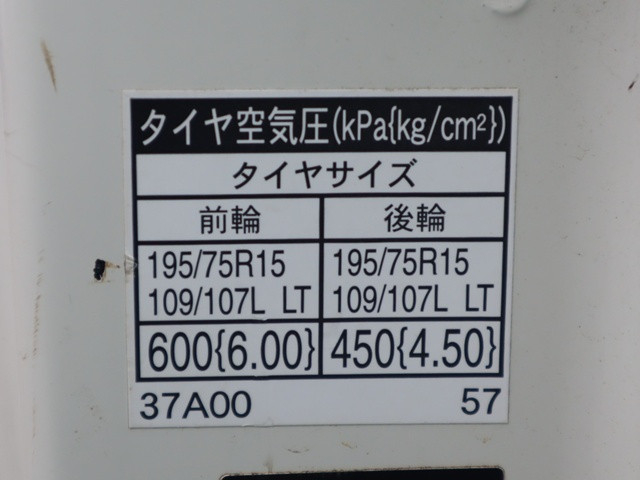 タイヤ空気圧(kPa{kg/cm²})
タイヤサイズ
前輪 後輪
195/75R15 195/75R15
109/107L LT 109/107L LT
600{6.00} 450{4.50}
37A00 57